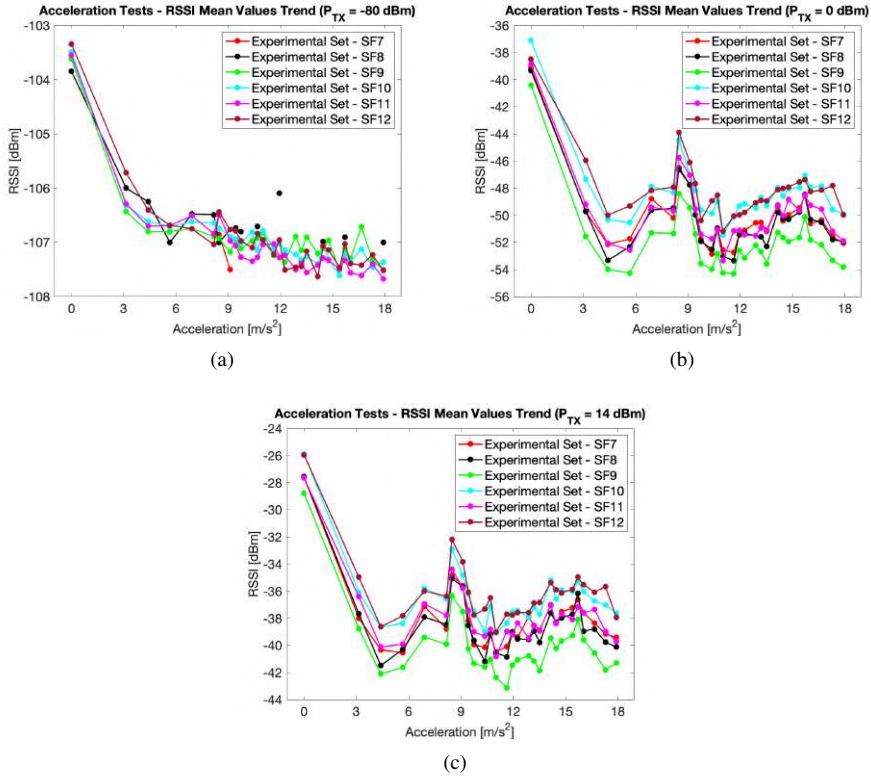 Acceleration Tests - RSSI Mean Values Trend (P_TX = -80 dBm)
-103
-104
-105
-106
-107
-108
RSSI [dBm]
Experimental Set - SF7
Experimental Set - SF8
Experimental Set - SF9
Experimental Set - SF10
Experimental Set - SF11
Experimental Set - SF12
0 3 6 9 12 15 18
Acceleration [m/s²]
(a)
Acceleration Tests - RSSI Mean Values Trend (P_TX = 0 dBm)
-36
-38
-40
-42
-44
-46
-48
-50
-52
-54
-56
RSSI [dBm]
Experimental Set - SF7
Experimental Set - SF8
Experimental Set - SF9
Experimental Set - SF10
Experimental Set - SF11
Experimental Set - SF12
0 3 6 9 12 15 18
Acceleration [m/s²]
(b)
Acceleration Tests - RSSI Mean Values Trend (P_TX = 14 dBm)
-24
-26
-28
-30
-32
-34
-36
-38
-40
-42
-44
RSSI [dBm]
Experimental Set - SF7
Experimental Set - SF8
Experimental Set - SF9
Experimental Set - SF10
Experimental Set - SF11
Experimental Set - SF12
0 3 6 9 12 15 18
Acceleration [m/s²]
(c)